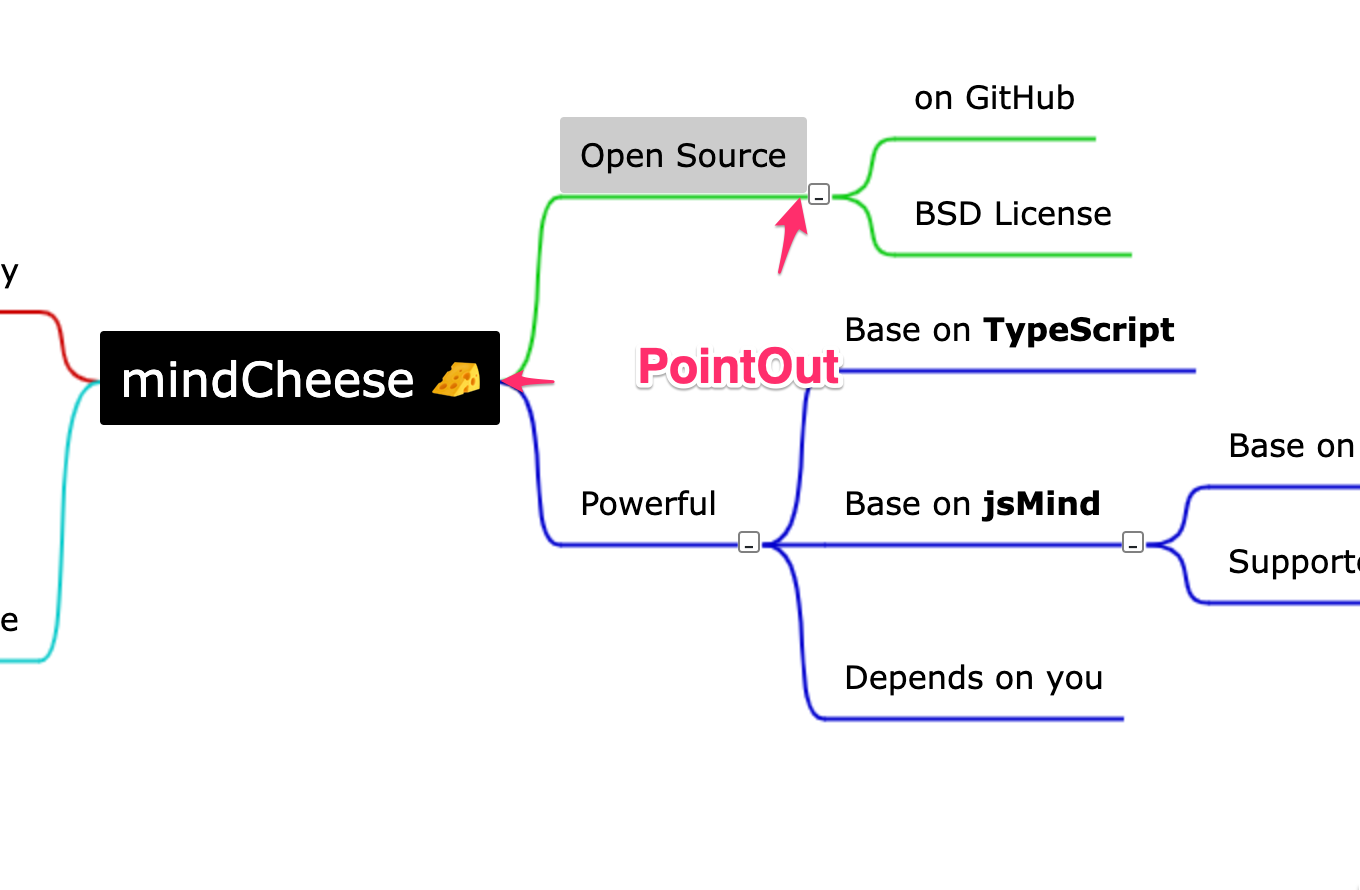 on GitHub
Open Source
BSD License
y
Base on TypeScript
PointOut
mindCheese 🧀
Base on
Powerful
Base on jsMind
e
Depends on you